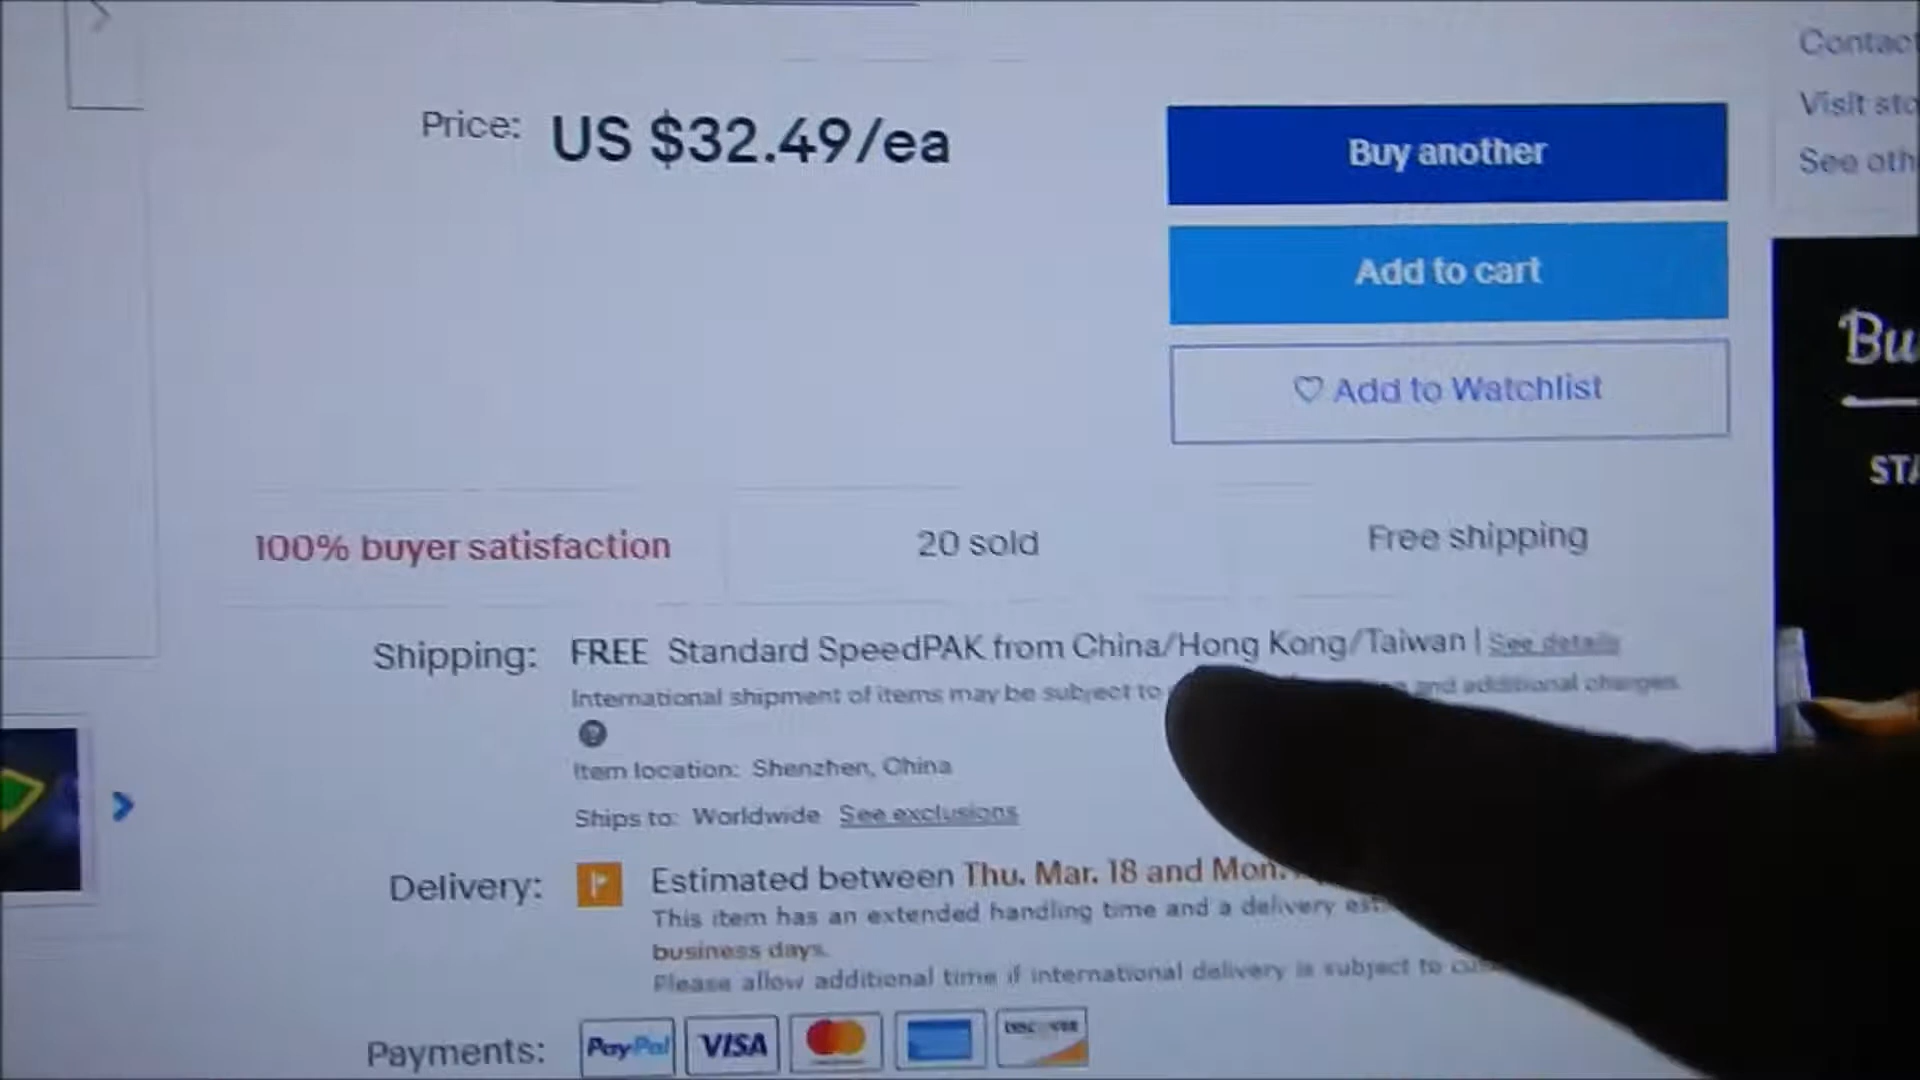 Contact
Visit sto
See oth
Price: US $32.49/ea
Buy another
Add to cart
Add to Watchlist
Bu
STA
100% buyer satisfaction
20 sold
Free shipping
Shipping: FREE Standard SpeedPAK from China/Hong Kong/Taiwan | See details
International shipment of items may be subject to and additional charges.
Item location: Shenzhen, China
Ships to: Worldwide See exclusions
Delivery: Estimated between Thu. Mar. 18 and Mon.
This item has an extended handling time and a delivery
business days.
Please allow additional time if international delivery is subject to
Payments: PayPal VISA DISCOVER